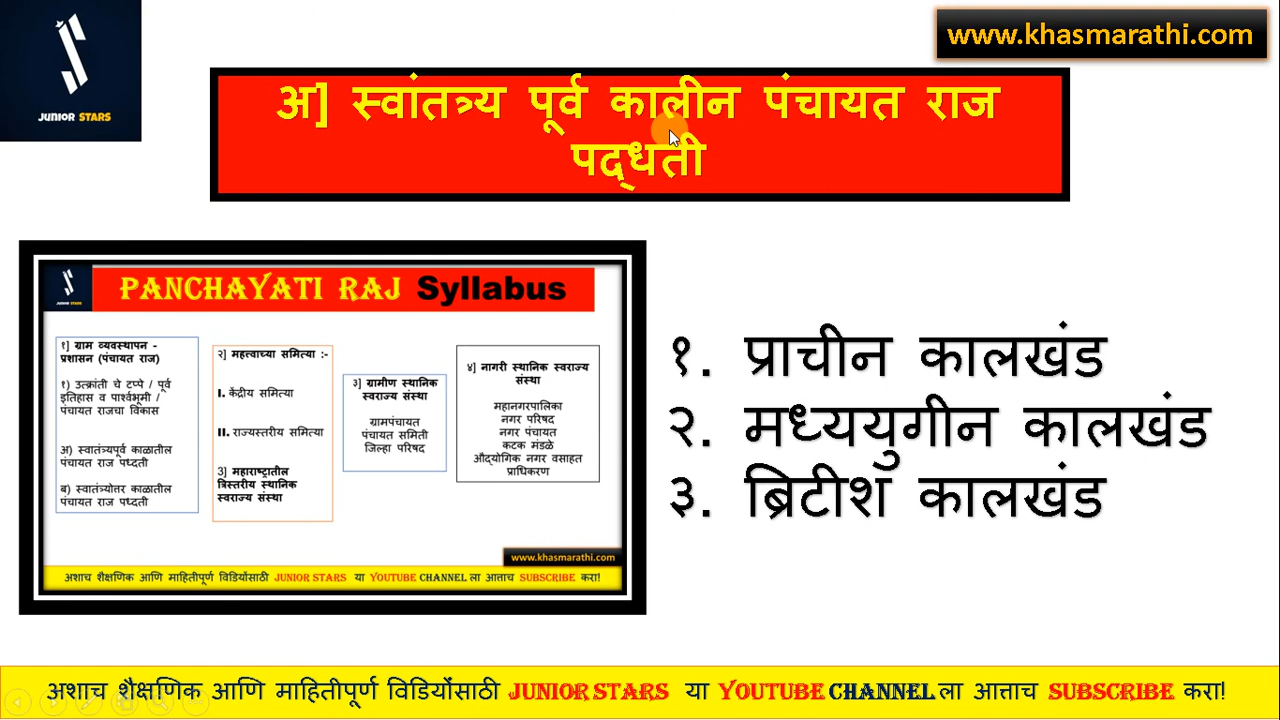 JUNIOR STARS
www.khasmarathi.com
अ] स्वांतत्र्य पूर्व कालीन पंचायत राज
पद्धती
PANCHAYATI RAJ Syllabus
१] ग्राम व्यवस्थापन -
प्रशासन (पंचायत राज)
१) उत्क्रांती चे टप्पे / पूर्व
इतिहास व पार्श्वभूमी /
पंचायत राजचा विकास
अ) स्वातंत्र्यपूर्व काळातील
पंचायत राज पध्दती
ब) स्वातंत्र्योत्तर काळातील
पंचायत राज पध्दती
२] महत्वाच्या समित्या :-
I. केंद्रीय समित्या
II. राज्यस्तरीय समित्या
3] महाराष्ट्रातील
त्रिस्तरीय स्थानिक
स्वराज्य संस्था
३] ग्रामीण स्थानिक
स्वराज्य संस्था
ग्रामपंचायत
पंचायत समिती
जिल्हा परिषद
४] नागरी स्थानिक स्वराज्य
संस्था
महानगरपालिका
नगर परिषद
नगर पंचायत
कटक मंडळे
औद्योगिक नगर वसाहत
प्राधिकरण
www.khasmarathi.com
अशाच शैक्षणिक आणि माहितीपूर्ण विडियोंसाठी JUNIOR STARS या YOUTUBE CHANNEL ला आत्ताच SUBSCRIBE करा!
१. प्राचीन कालखंड
२. मध्ययुगीन कालखंड
३. ब्रिटीश कालखंड
अशाच शैक्षणिक आणि माहितीपूर्ण विडियोंसाठी JUNIOR STARS या YOUTUBE CHANNEL ला आत्ताच SUBSCRIBE करा!